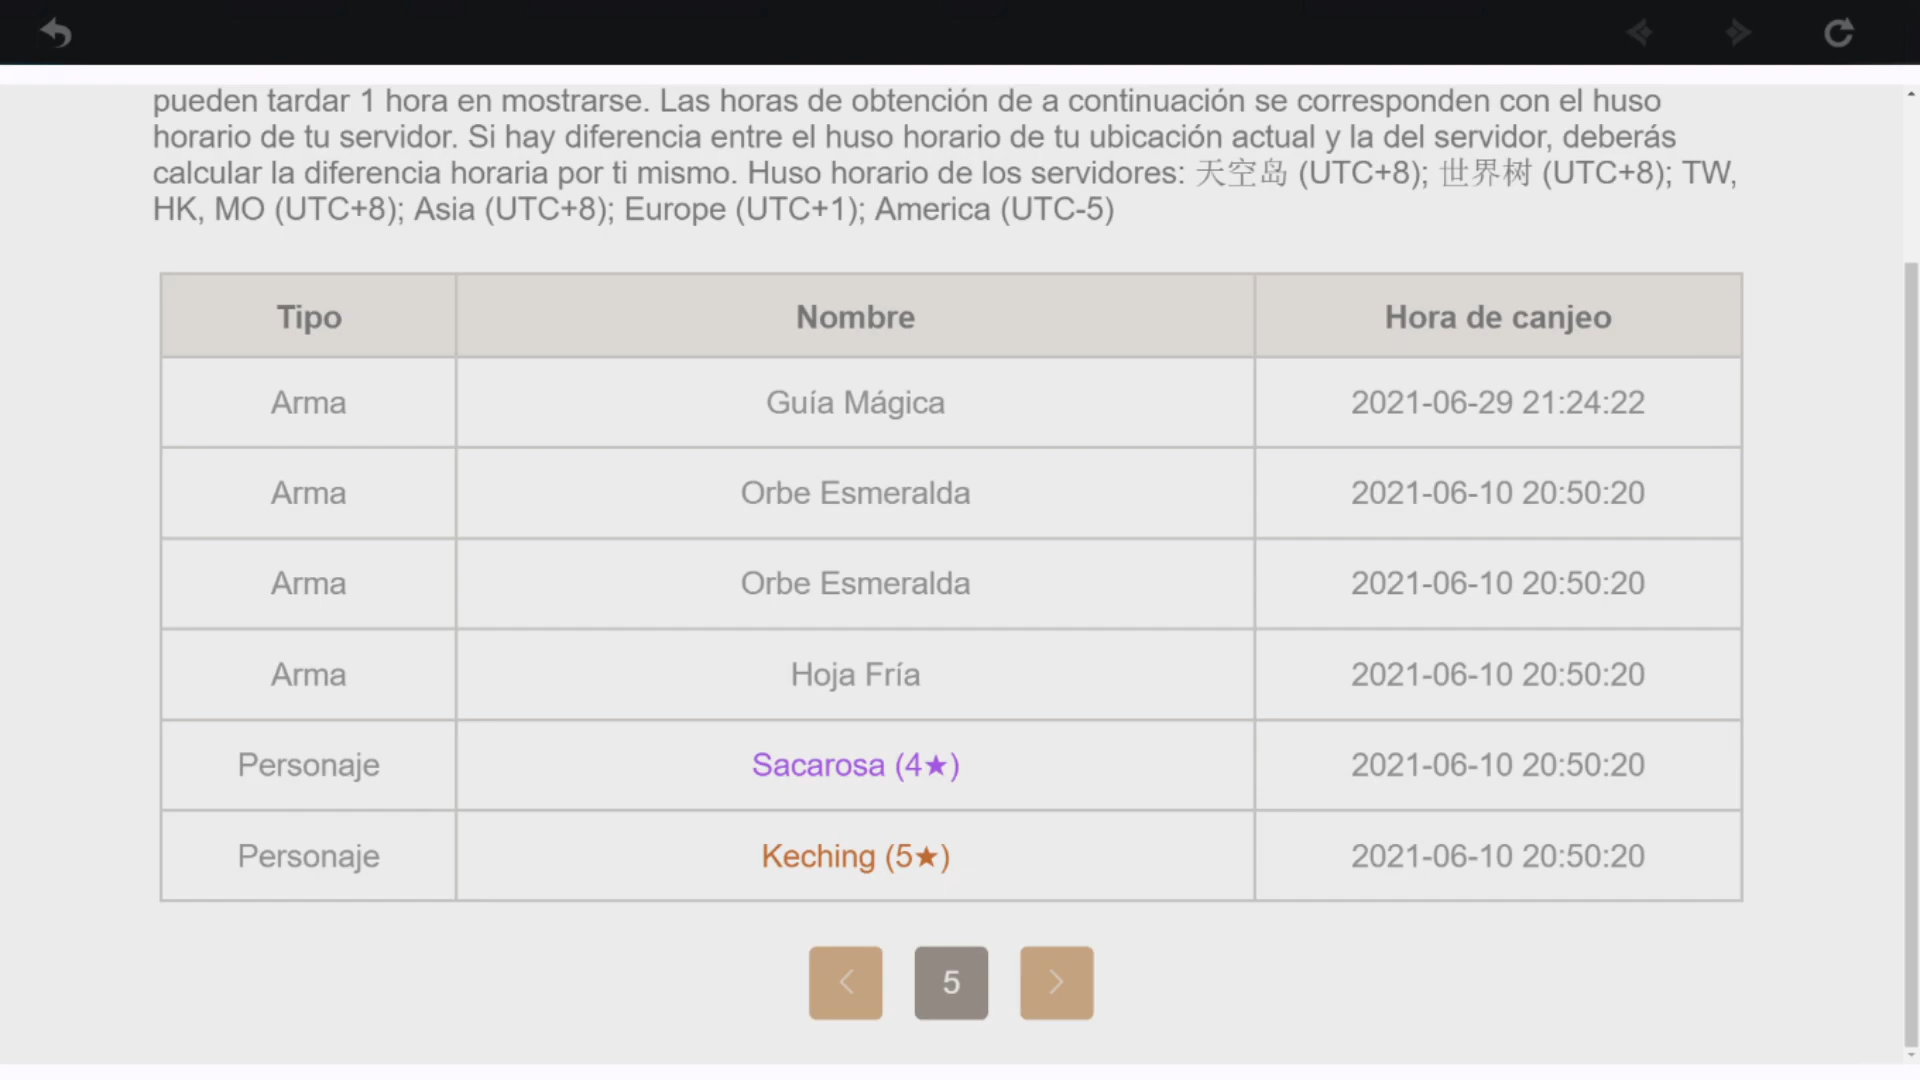 pueden tardar 1 hora en mostrarse. Las horas de obtención de a continuación se corresponden con el huso
horario de tu servidor. Si hay diferencia entre el huso horario de tu ubicación actual y la del servidor, deberás
calcular la diferencia horaria por ti mismo. Huso horario de los servidores: 天空岛 (UTC+8); 世界树 (UTC+8); TW,
HK, MO (UTC+8); Asia (UTC+8); Europe (UTC+1); America (UTC-5)
Tipo Nombre Hora de canjeo
Arma Guía Mágica 2021-06-29 21:24:22
Arma Orbe Esmeralda 2021-06-10 20:50:20
Arma Orbe Esmeralda 2021-06-10 20:50:20
Arma Hoja Fría 2021-06-10 20:50:20
Personaje Sacarosa (4★) 2021-06-10 20:50:20
Personaje Keching (5★) 2021-06-10 20:50:20
5